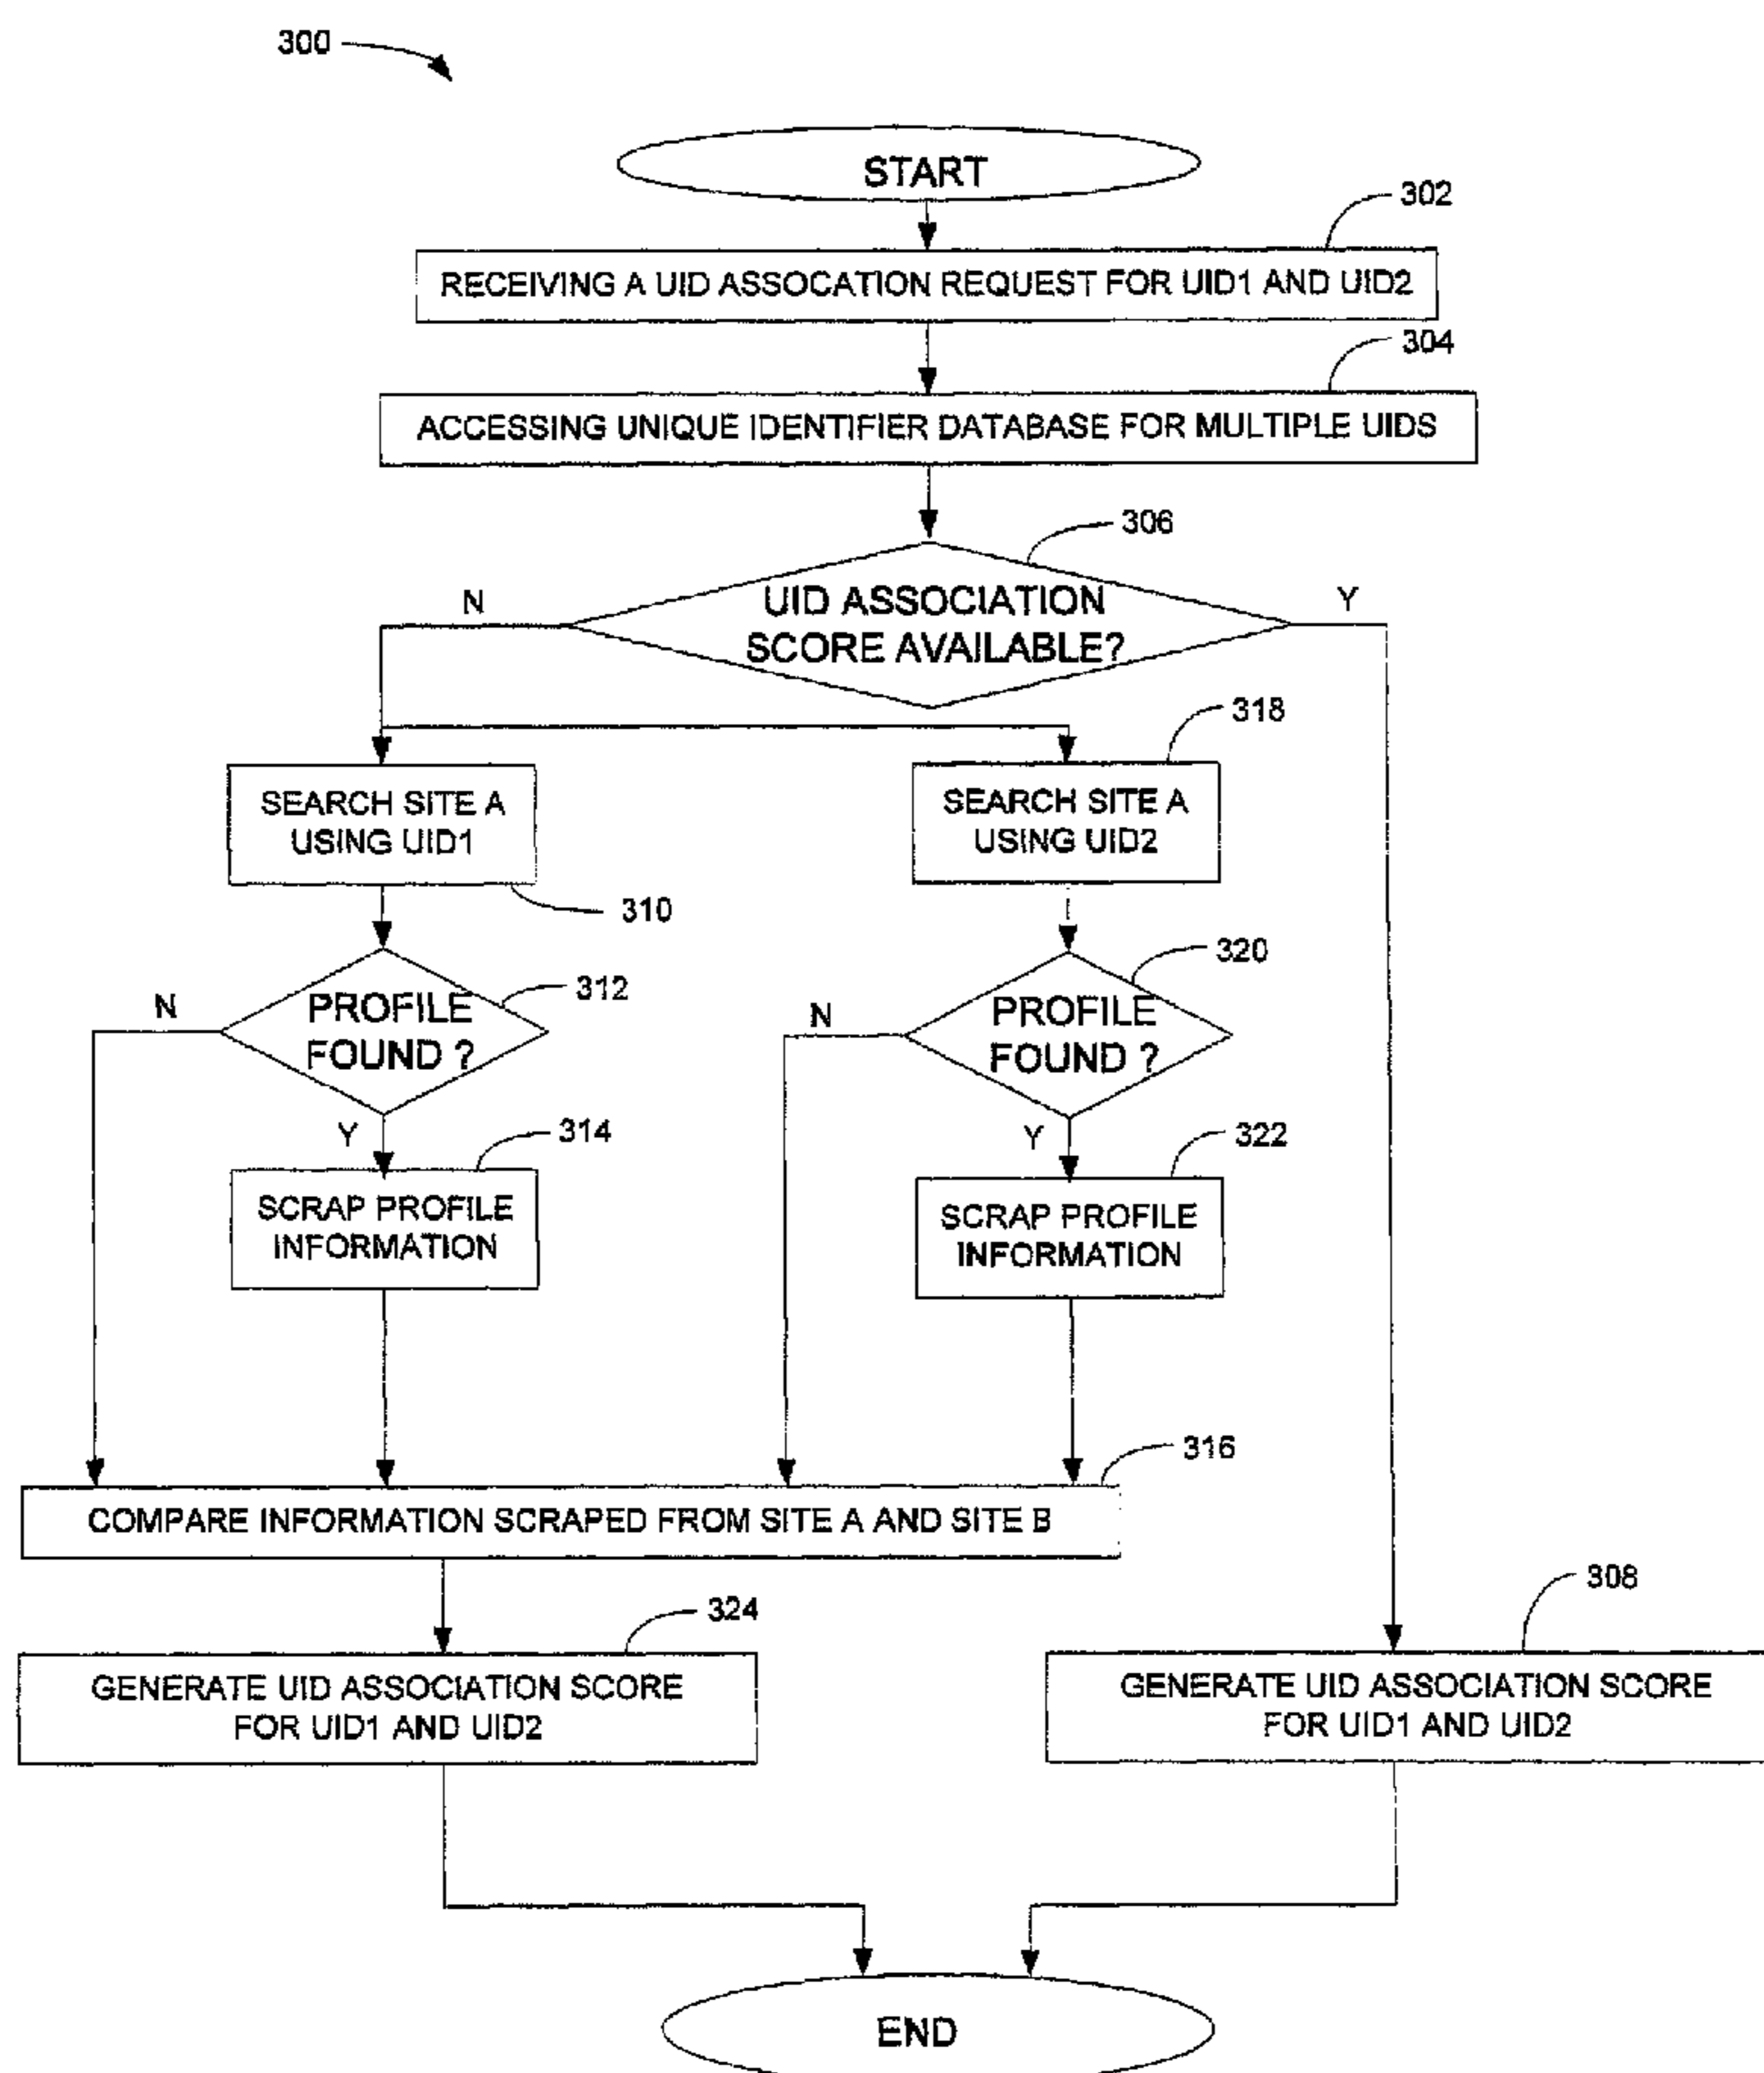 300
START
302
RECEIVING A UID ASSOCATION REQUEST FOR UID1 AND UID2
304
ACCESSING UNIQUE IDENTIFIER DATABASE FOR MULTIPLE UIDS
306
N
UID ASSOCIATION
SCORE AVAILABLE?
Y
318
SEARCH SITE A
USING UID1
SEARCH SITE A
USING UID2
310
320
312
N
PROFILE
FOUND ?
N
PROFILE
FOUND ?
Y
314
Y
322
SCRAP PROFILE
INFORMATION
SCRAP PROFILE
INFORMATION
316
COMPARE INFORMATION SCRAPED FROM SITE A AND SITE B
308
324
GENERATE UID ASSOCIATION SCORE
FOR UID1 AND UID2
GENERATE UID ASSOCIATION SCORE
FOR UID1 AND UID2
END